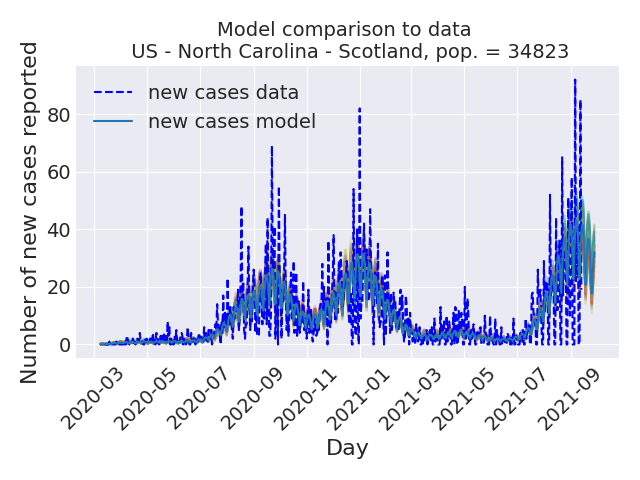 Model comparison to data
US - North Carolina - Scotland, pop. = 34823
Number of new cases reported
new cases data
new cases model
80
60
40
20
0
2020-03
2020-05
2020-07
2020-09
2020-11
2021-01
2021-03
2021-05
2021-07
2021-09
Day